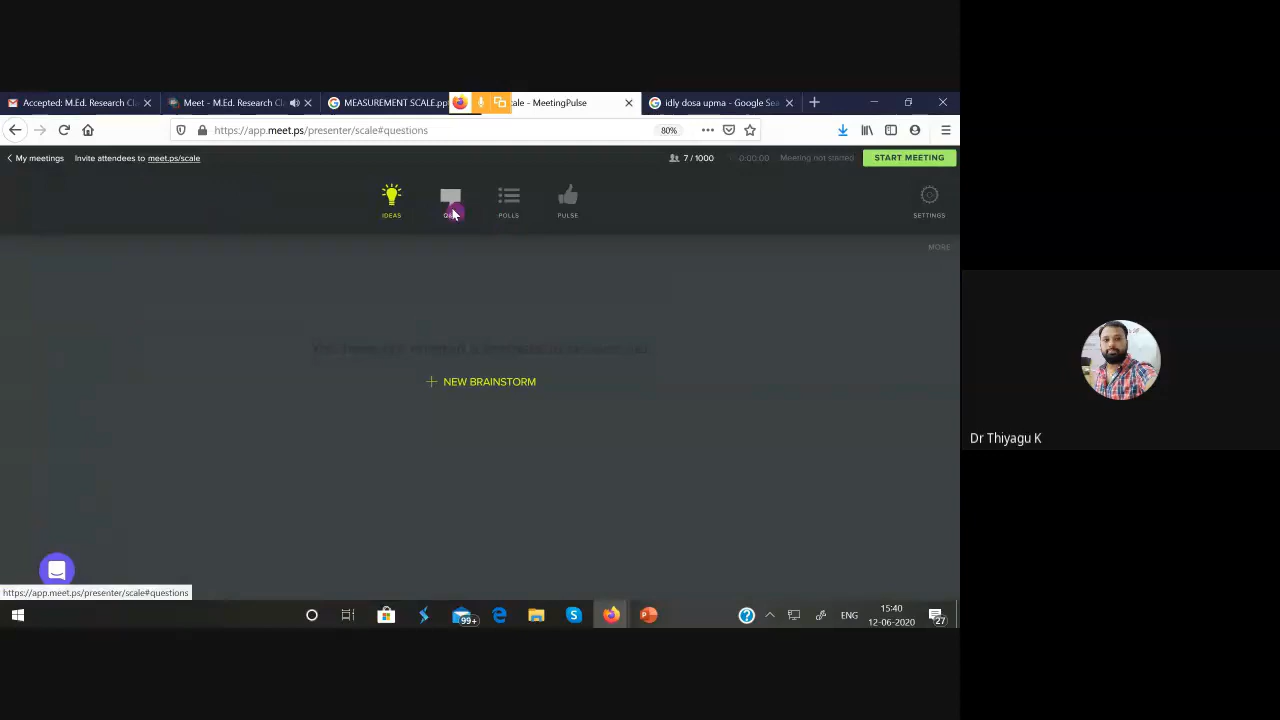 Accepted: M.Ed. Research Cl
Meet - M.Ed. Research Cl
MEASUREMENT SCALE.pp
cale - MeetingPulse
idly dosa upma - Google Sea
https://app.meet.ps/presenter/scale#questions
80%
My meetings
Invite attendees to meet.ps/scale
7 / 1000
0:00:00
Meeting not started
START MEETING
IDEAS
POLLS
PULSE
SETTINGS
MORE
+ NEW BRAINSTORM
https://app.meet.ps/presenter/scale#questions
99+
ENG
15:40
12-06-2020
27
Dr Thiyagu K